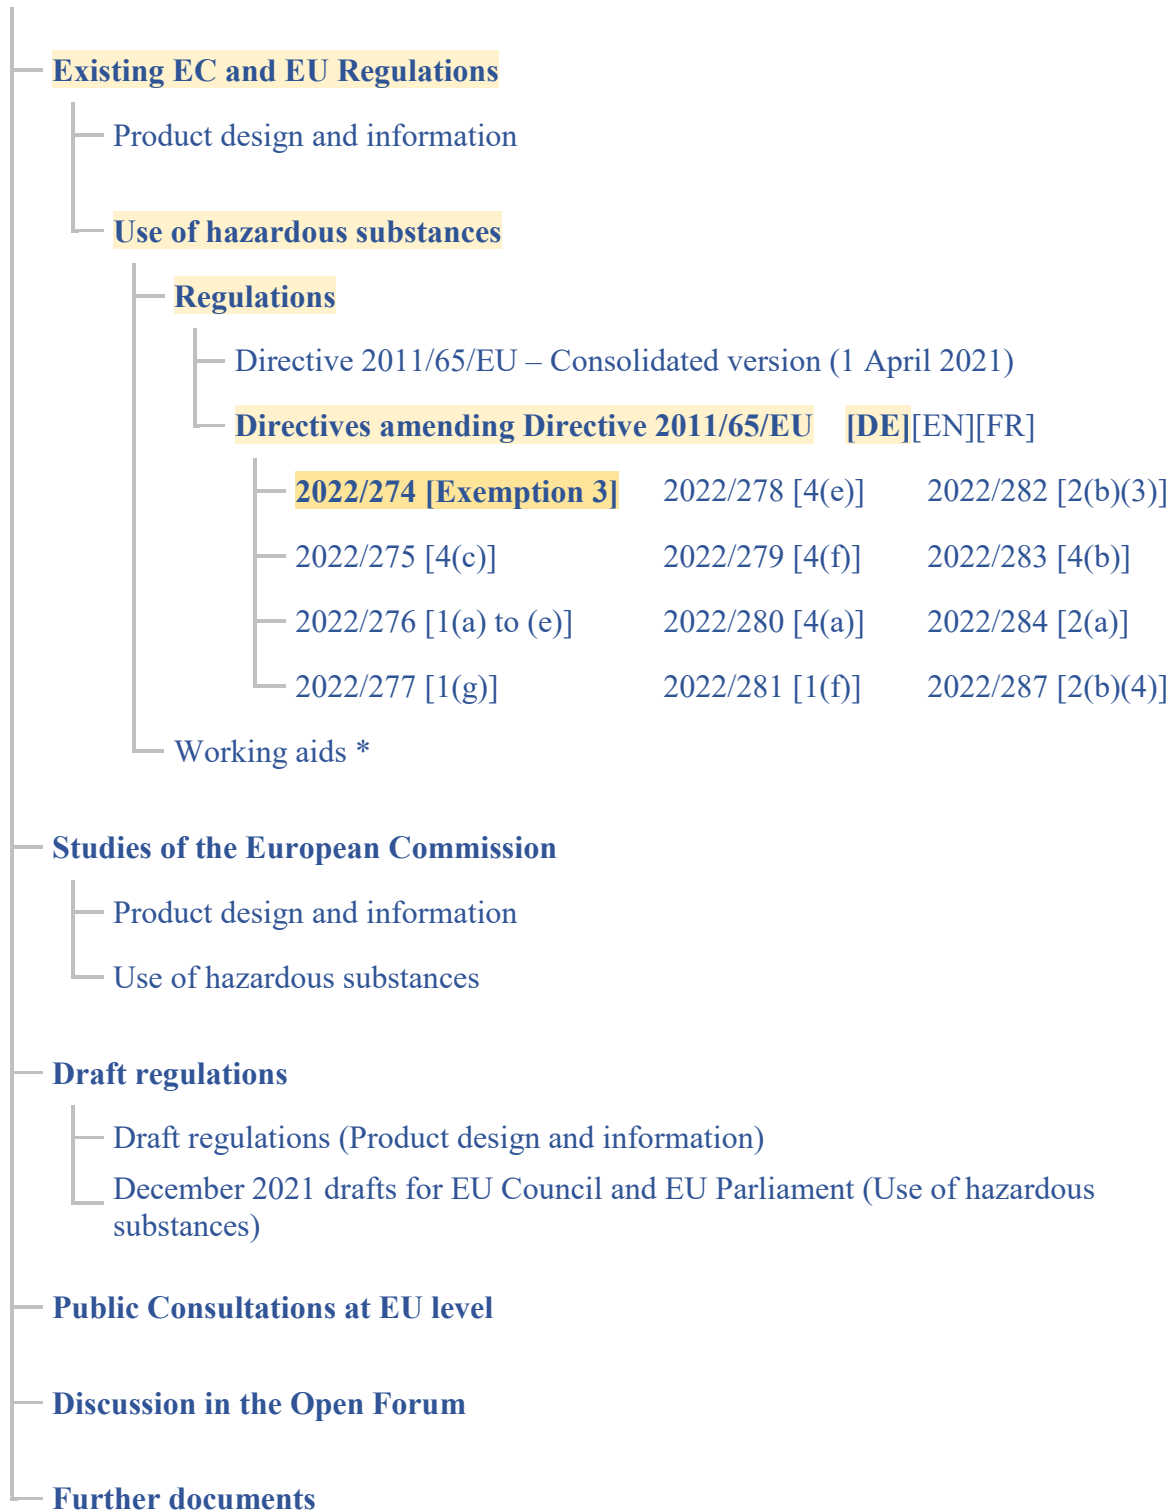 Existing EC and EU Regulations
Product design and information
Use of hazardous substances
Regulations
Directive 2011/65/EU – Consolidated version (1 April 2021)
Directives amending Directive 2011/65/EU [DE][EN][FR]
2022/274 [Exemption 3] 2022/278 [4(e)] 2022/282 [2(b)(3)]
2022/275 [4(c)] 2022/279 [4(f)] 2022/283 [4(b)]
2022/276 [1(a) to (e)] 2022/280 [4(a)] 2022/284 [2(a)]
2022/277 [1(g)] 2022/281 [1(f)] 2022/287 [2(b)(4)]
Working aids *
Studies of the European Commission
Product design and information
Use of hazardous substances
Draft regulations
Draft regulations (Product design and information)
December 2021 drafts for EU Council and EU Parliament (Use of hazardous
substances)
Public Consultations at EU level
Discussion in the Open Forum
Further documents